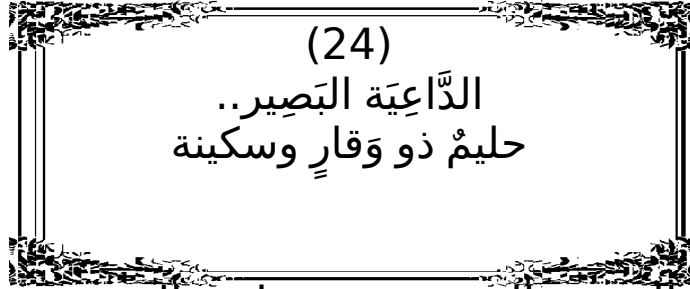 (24)
الدَّاعِيَة البَصِير..
حليمٌ ذو وَقارٍ وسكينة